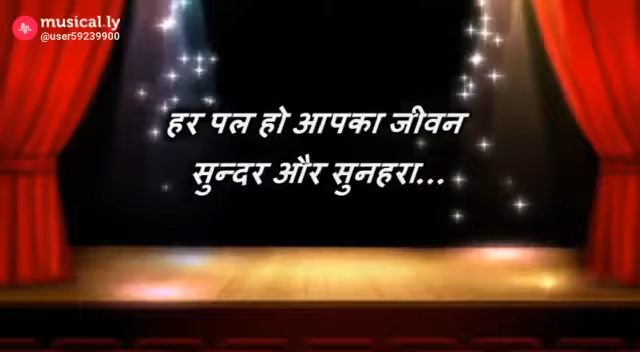 musical.ly
@user59239900
हर पल हो आपका जीवन
सुन्दर और सुनहरा...